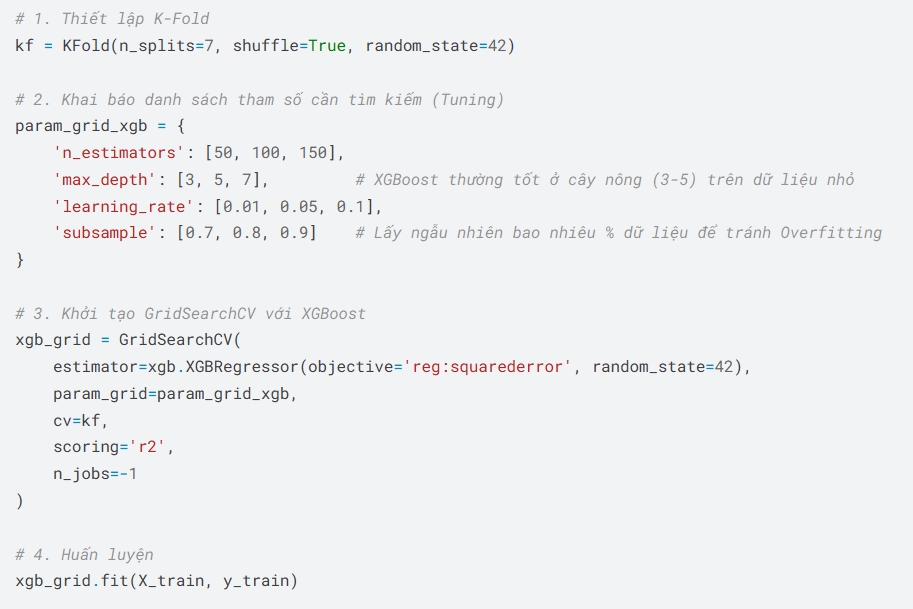 # 1. Thiết lập K-Fold
kf = KFold(n_splits=7, shuffle=True, random_state=42)
# 2. Khai báo danh sách tham số cần tìm kiếm (Tuning)
param_grid_xgb = {
    'n_estimators': [50, 100, 150],
    'max_depth': [3, 5, 7],         # XGBoost thường tốt ở cây nông (3-5) trên dữ liệu nhỏ
    'learning_rate': [0.01, 0.05, 0.1],
    'subsample': [0.7, 0.8, 0.9]    # Lấy ngẫu nhiên bao nhiêu % dữ liệu để tránh Overfitting
}
# 3. Khởi tạo GridSearchCV với XGBoost
xgb_grid = GridSearchCV(
    estimator=xgb.XGBRegressor(objective='reg:squarederror', random_state=42),
    param_grid=param_grid_xgb,
    cv=kf,
    scoring='r2',
    n_jobs=-1
)
# 4. Huấn luyện
xgb_grid.fit(X_train, y_train)